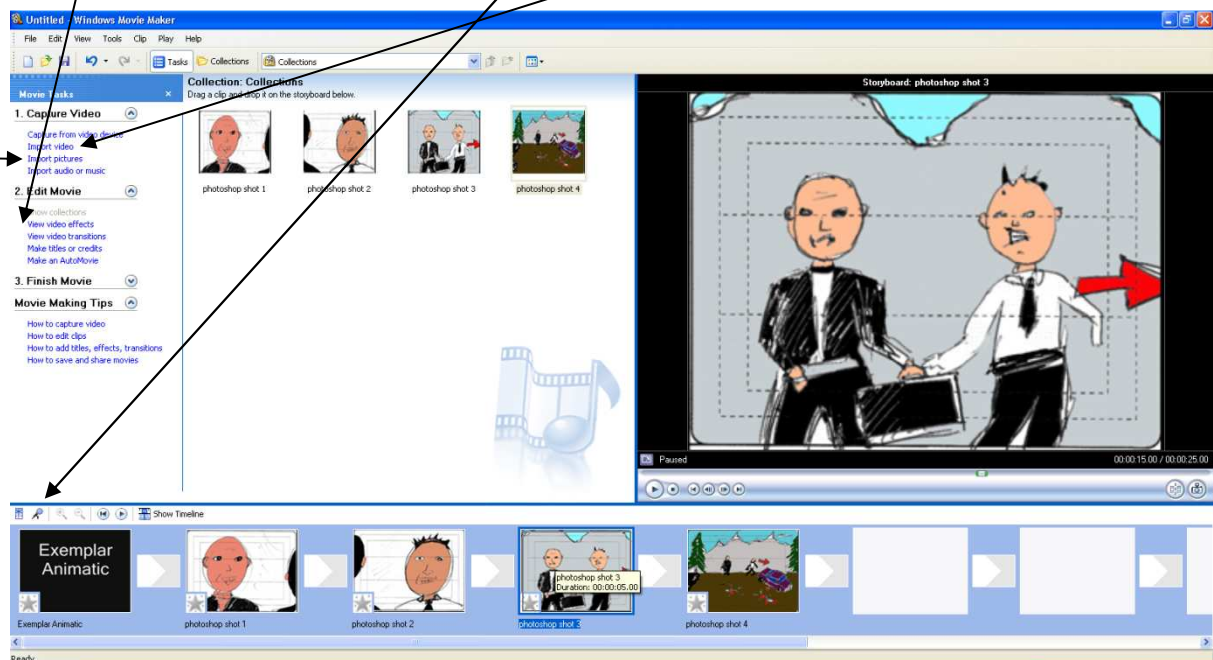 Untitled - Windows Movie Maker
File Edit View Tools Clip Play Help
Tasks Collections Collections
Movie Tasks
Collection: Collections
Drag a clip and drop it on the storyboard below.
1. Capture Video
Capture from video device
Import video
Import pictures
Import audio or music
2. Edit Movie
Show collections
View video effects
View video transitions
Make titles or credits
Make an AutoMovie
3. Finish Movie
Movie Making Tips
How to capture video
How to edit clips
How to add titles, effects, transitions
How to save and share movies
photoshop shot 1
photoshop shot 2
photoshop shot 3
photoshop shot 4
Storyboard: photoshop shot 3
Paused
00:00:15.00 / 00:00:25.00
Show Timeline
Exemplar
Animatic
photoshop shot 3
Duration: 00:00:05.00
Exemplar Animatic
photoshop shot 1
photoshop shot 2
photoshop shot 3
photoshop shot 4
Ready